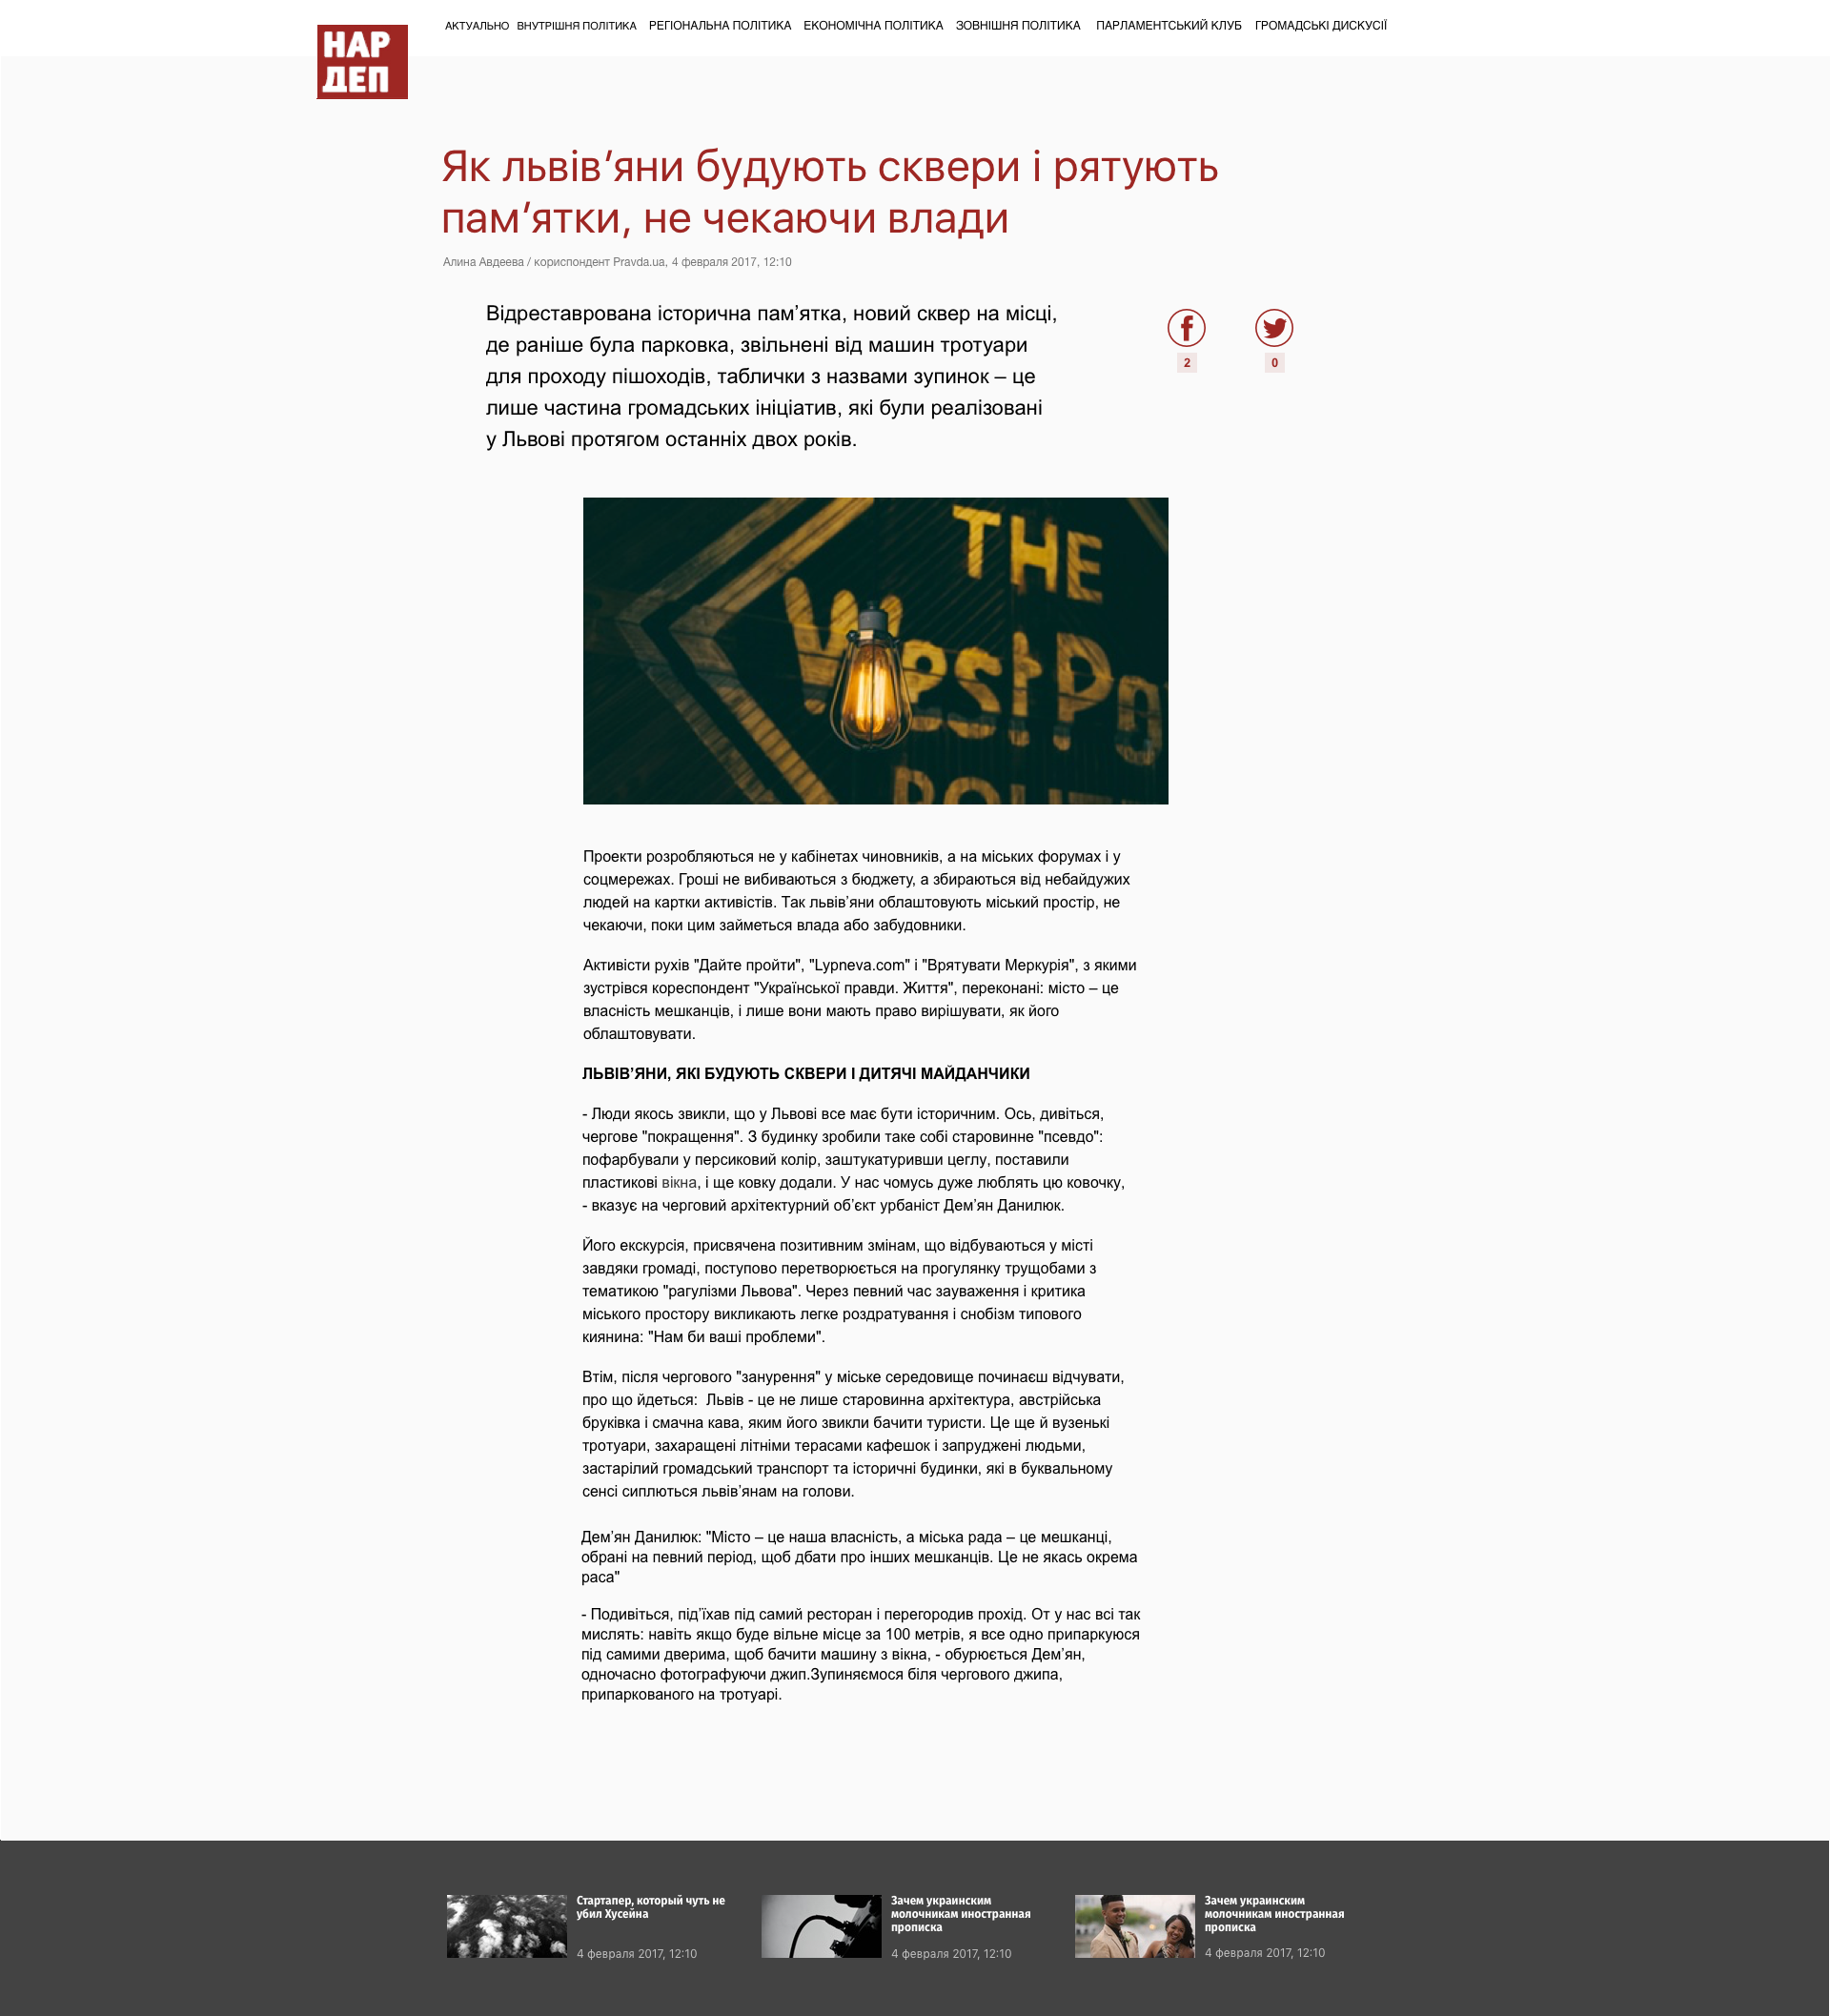 НАР
ДЕП
АКТУАЛЬНО ВНУТРІШНЯ ПОЛІТИКА РЕГІОНАЛЬНА ПОЛІТИКА ЕКОНОМІЧНА ПОЛІТИКА ЗОВНІШНЯ ПОЛІТИКА ПАРЛАМЕНТСЬКИЙ КЛУБ ГРОМАДСЬКІ ДИСКУСІЇ
Як львів’яни будують сквери і рятують
пам’ятки, не чекаючи влади
Алина Авдеева / кориспондент Pravda.ua, 4 февраля 2017, 12:10
Відреставрована історична пам’ятка, новий сквер на місці,
де раніше була парковка, звільнені від машин тротуари
для проходу пішоходів, таблички з назвами зупинок – це
лише частина громадських ініціатив, які були реалізовані
у Львові протягом останніх двох років.
2 0
THE
WestPo
POLIT
Проекти розробляються не у кабінетах чиновників, а на міських форумах і у
соцмережах. Гроші не вибиваються з бюджету, а збираються від небайдужих
людей на картки активістів. Так львів’яни облаштовують міський простір, не
чекаючи, поки цим займеться влада або забудовники.
Активісти рухів "Дайте пройти", "Lypneva.com" і "Врятувати Меркурія", з якими
зустрівся кореспондент "Української правди. Життя", переконані: місто – це
власність мешканців, і лише вони мають право вирішувати, як його
облаштовувати.
ЛЬВІВ’ЯНИ, ЯКІ БУДУЮТЬ СКВЕРИ І ДИТЯЧІ МАЙДАНЧИКИ
- Люди якось звикли, що у Львові все має бути історичним. Ось, дивіться,
чергове "покращення". З будинку зробили таке собі старовинне "псевдо":
пофарбували у персиковий колір, заштукатуривши цеглу, поставили
пластикові вікна, і ще ковку додали. У нас чомусь дуже люблять цю ковочку,
- вказує на черговий архітектурний об’єкт урбаніст Дем’ян Данилюк.
Його екскурсія, присвячена позитивним змінам, що відбуваються у місті
завдяки громаді, поступово перетворюється на прогулянку трущобами з
тематикою "рагулізми Львова". Через певний час зауваження і критика
міського простору викликають легке роздратування і снобізм типового
киянина: "Нам би ваші проблеми".
Втім, після чергового "занурення" у міське середовище починаєш відчувати,
про що йдеться:  Львів - це не лише старовинна архітектура, австрійська
бруківка і смачна кава, яким його звикли бачити туристи. Це ще й вузенькі
тротуари, захаращені літніми терасами кафешок і запруджені людьми,
застарілий громадський транспорт та історичні будинки, які в буквальному
сенсі сиплються львів’янам на голови.
Дем’ян Данилюк: "Місто – це наша власність, а міська рада – це мешканці,
обрані на певний період, щоб дбати про інших мешканців. Це не якась окрема
раса"
- Подивіться, під’їхав під самий ресторан і перегородив прохід. От у нас всі так
мислять: навіть якщо буде вільне місце за 100 метрів, я все одно припаркуюся
під самими дверима, щоб бачити машину з вікна, - обурюється Дем’ян,
одночасно фотографуючи джип.Зупиняємося біля чергового джипа,
припаркованого на тротуарі.
Стартапер, который чуть не
убил Хусейна
4 февраля 2017, 12:10
Зачем украинским
молочникам иностранная
прописка
4 февраля 2017, 12:10
Зачем украинским
молочникам иностранная
прописка
4 февраля 2017, 12:10